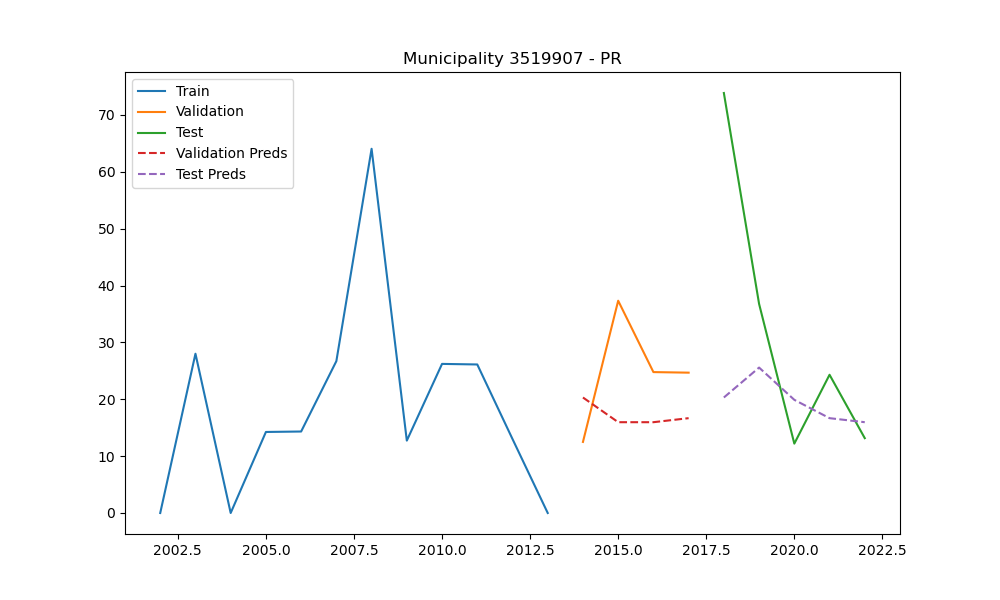 Municipality 3519907 - PR
Train
Validation
Test
Validation Preds
Test Preds
70
60
50
40
30
20
10
0
2002.5 2005.0 2007.5 2010.0 2012.5 2015.0 2017.5 2020.0 2022.5